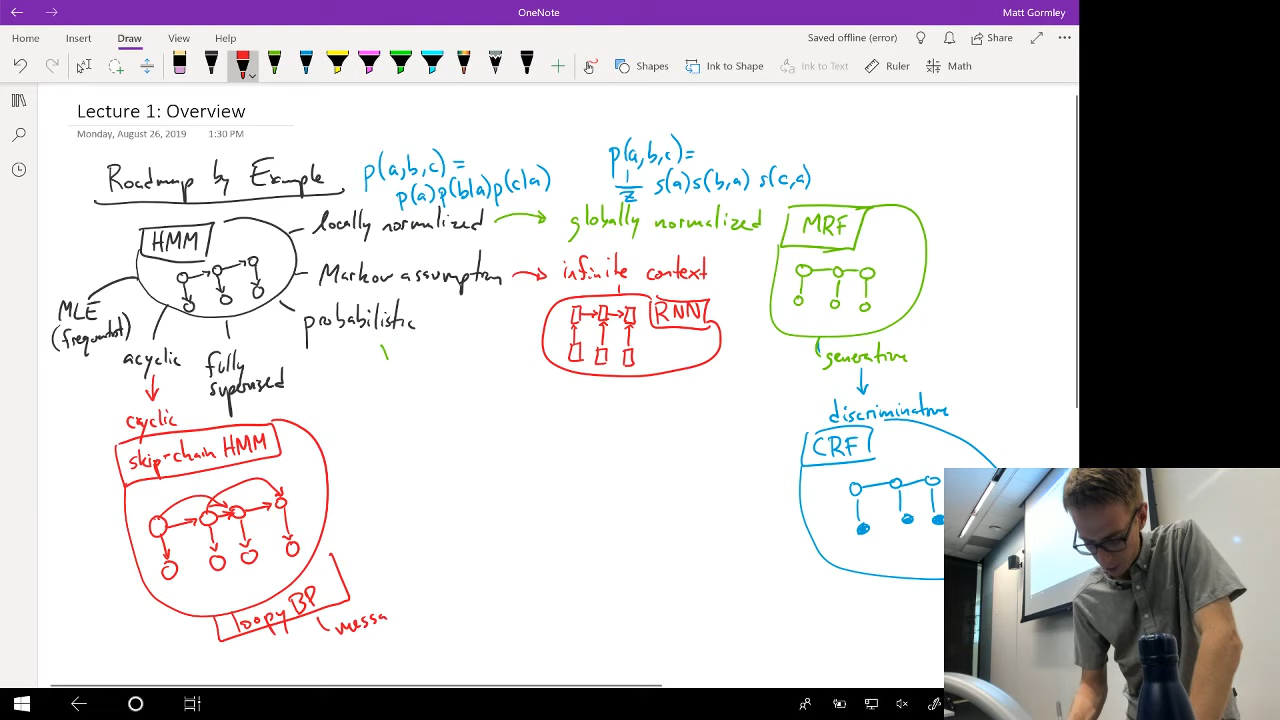 OneNote
Matt Gormley
Home Insert Draw View Help
Saved offline (error)
Share
Shapes
Ink to Shape
Ink to Text
Ruler
Math
Lecture 1: Overview
Monday, August 26, 2019 1:30 PM
Roadmap by Example
p(a,b,c) =
p(a)p(b|a)p(c|a)
p(a,b,c)=
1/Z s(a)s(b,a) s(c,a)
HMM
locally normalized
globally normalized
MRF
Markov assumption
infinite context
probabilistic
RNN
MLE
(frequentist)
acyclic
fully
supervised
generative
cyclic
discriminative
skip-chain HMM
CRF
loopy BP
messa